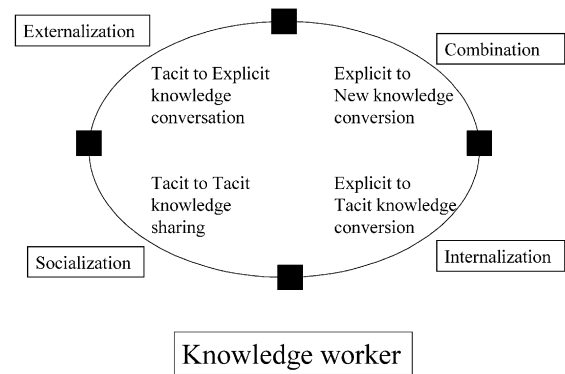 Externalization
Combination
Tacit to Explicit
knowledge
conversation
Explicit to
New knowledge
conversion
Tacit to Tacit
knowledge
sharing
Explicit to
Tacit knowledge
conversion
Socialization
Internalization
Knowledge worker